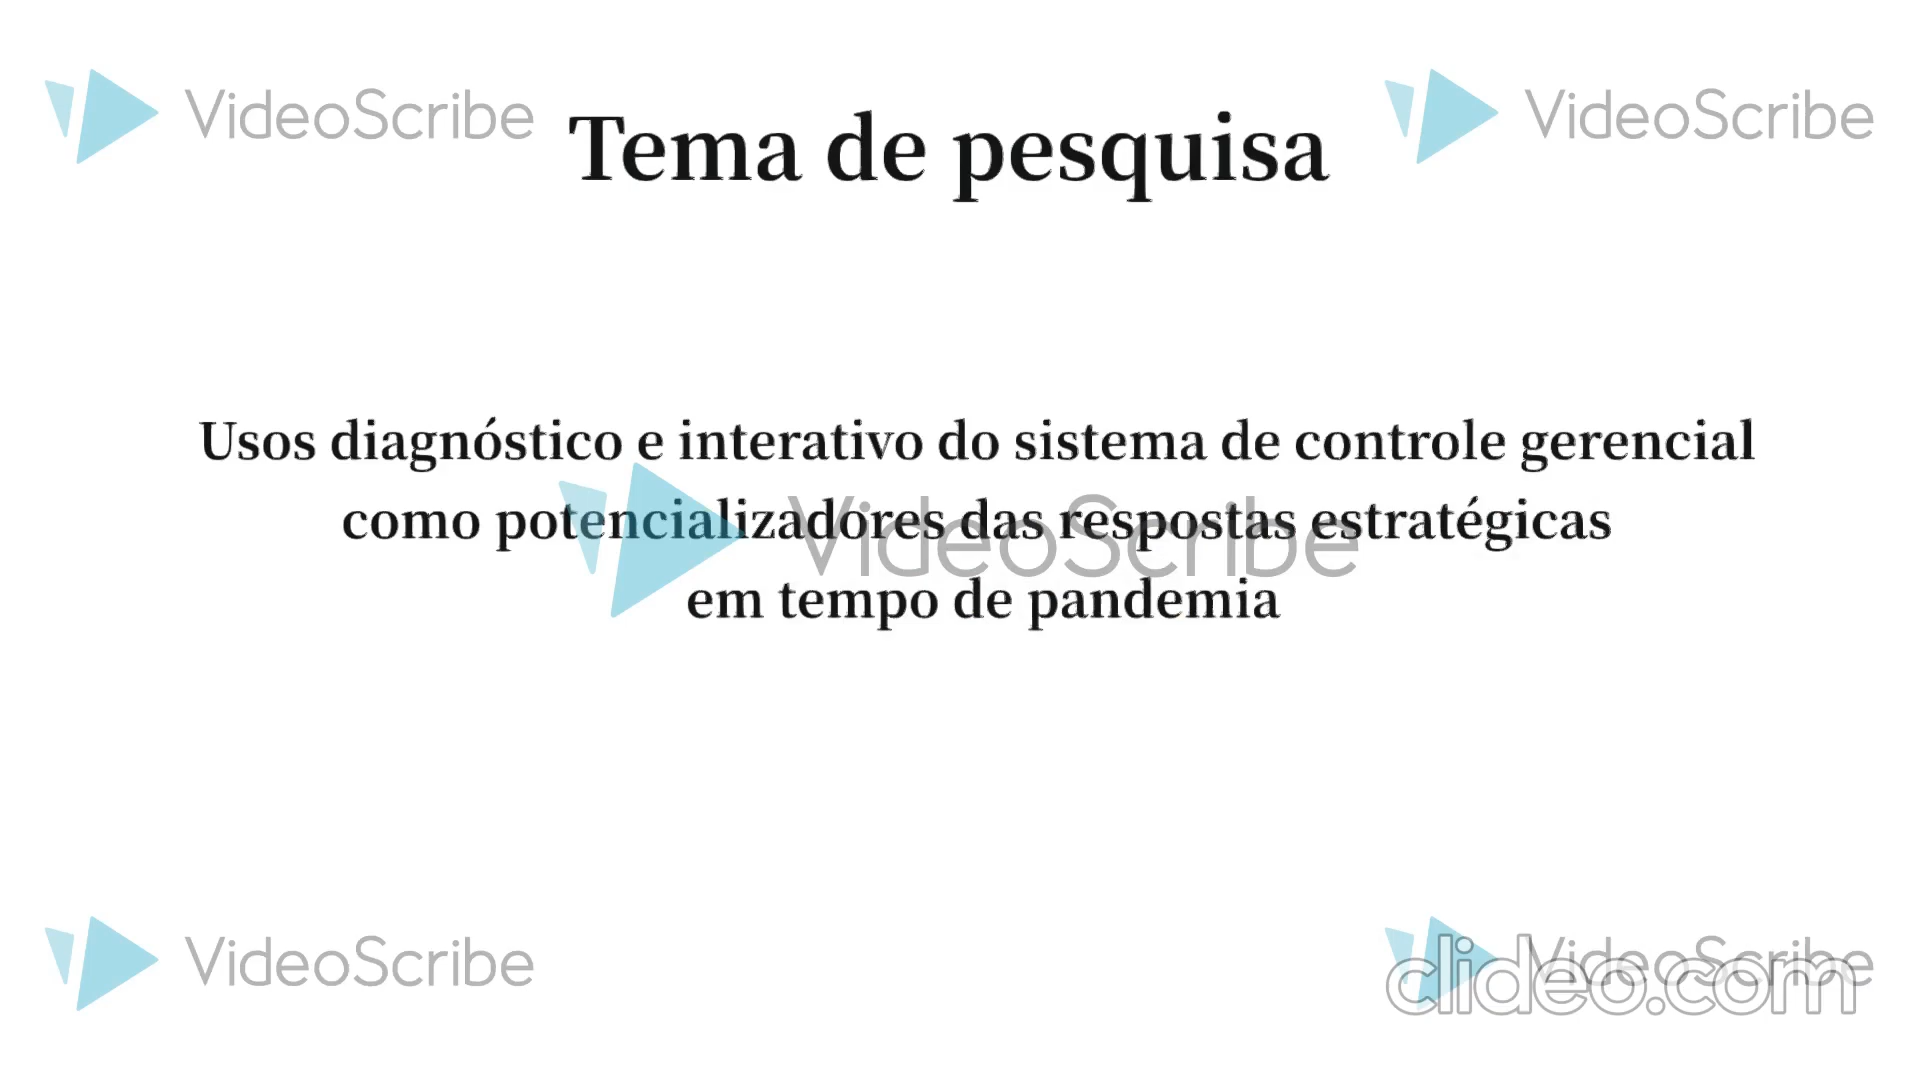 VideoScribe
VideoScribe
Tema de pesquisa
Usos diagnóstico e interativo do sistema de controle gerencial
como potencializadores das respostas estratégicas
VideoScribe
em tempo de pandemia
VideoScribe
VideoScribe
clideo.com